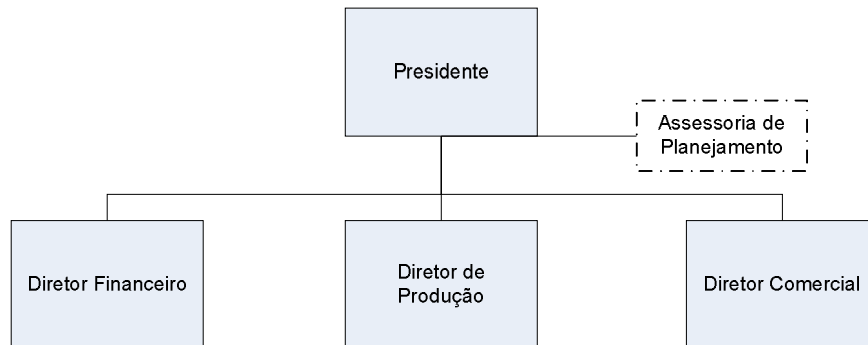 Presidente
Assessoria de
Planejamento
Diretor Financeiro
Diretor de
Produção
Diretor Comercial